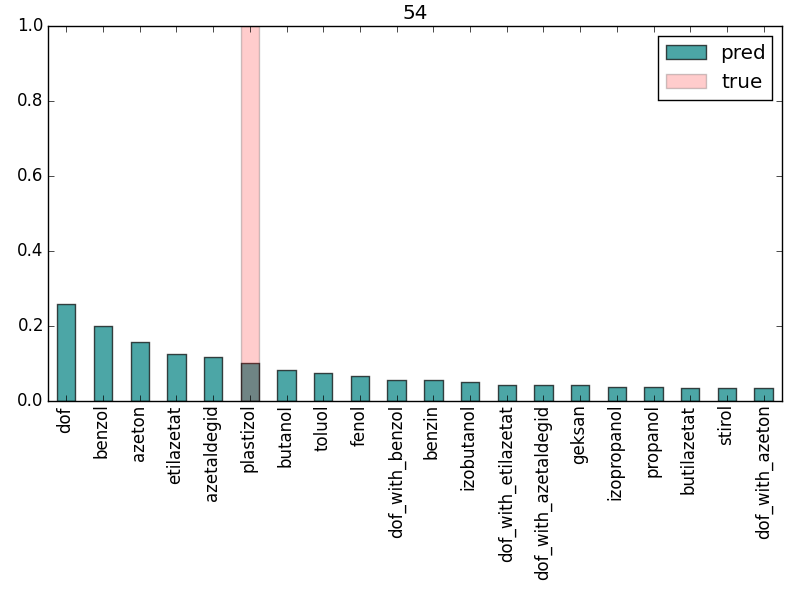 54
1.0
0.8
0.6
0.4
0.2
0.0
pred
true
dof
benzol
azeton
etilazetat
azetaldegid
plastizol
butanol
toluol
fenol
dof_with_benzol
benzin
izobutanol
dof_with_etilazetat
dof_with_azetaldegid
geksan
izopropanol
propanol
butilazetat
stirol
dof_with_azeton